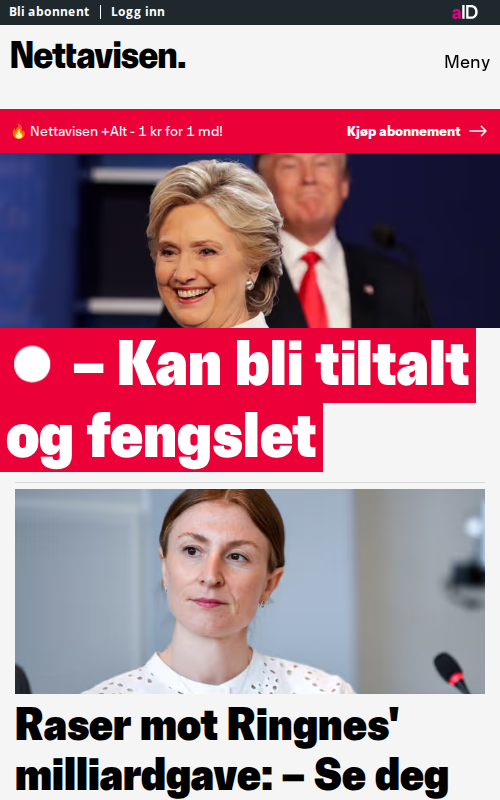 Bli abonnent | Logg inn
aID
Nettavisen.
Meny
🔥 Nettavisen +Alt - 1 kr for 1 md!
Kjøp abonnement →
– Kan bli tiltalt
og fengslet
Raser mot Ringnes'
milliardgave: – Se deg